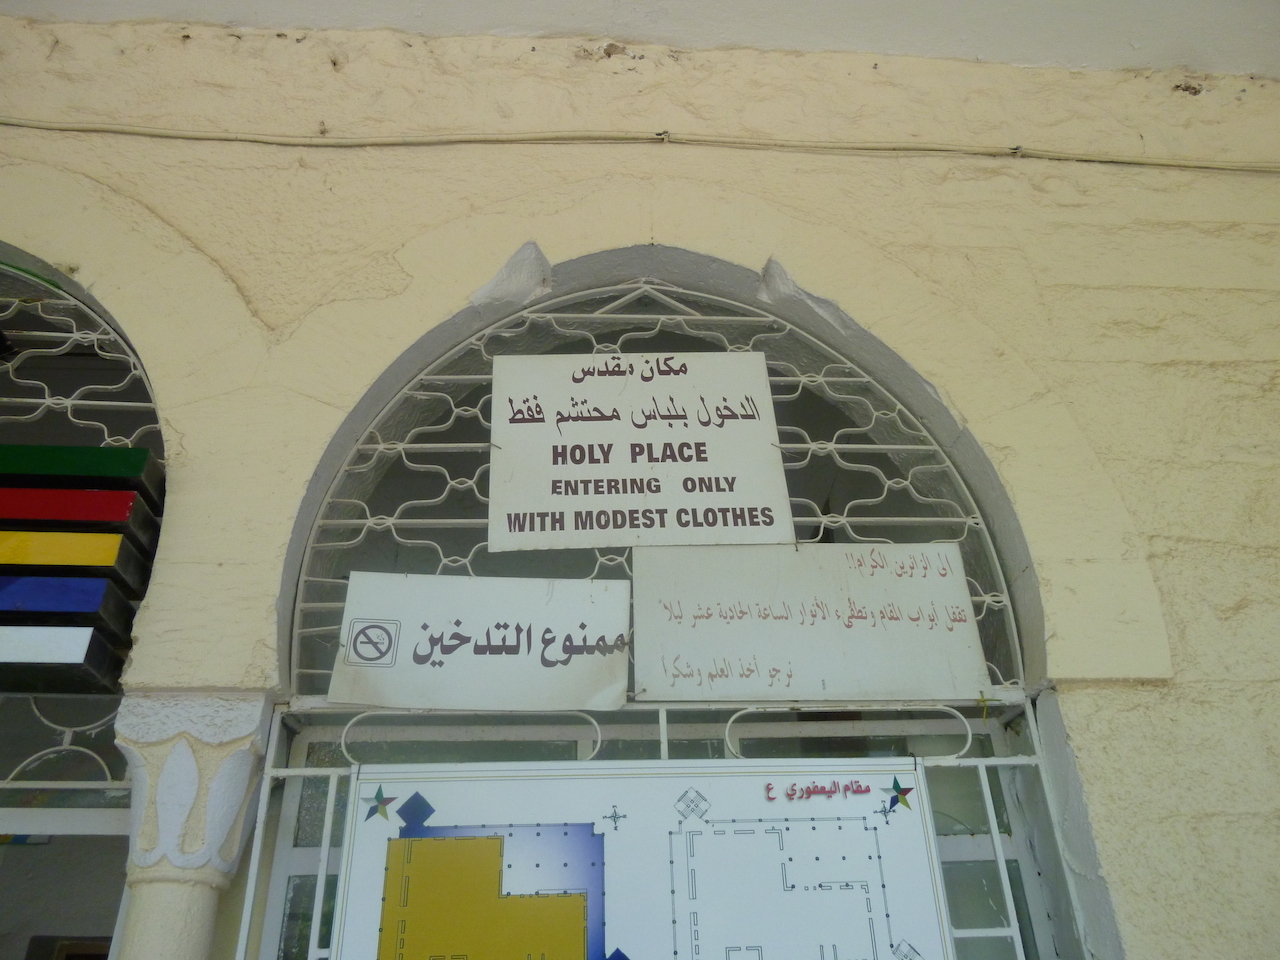 مكان مقدس
الدخول بلباس محتشم فقط
HOLY PLACE
ENTERING ONLY
WITH MODEST CLOTHES
الى الزائرين الكرام!!
تقفل أبواب المقام وتطفىء الأنوار الساعة الحادية عشر ليلاً
نرجو أخذ العلم وشكراً
ممنوع التدخين
مقام اليعفوري ع